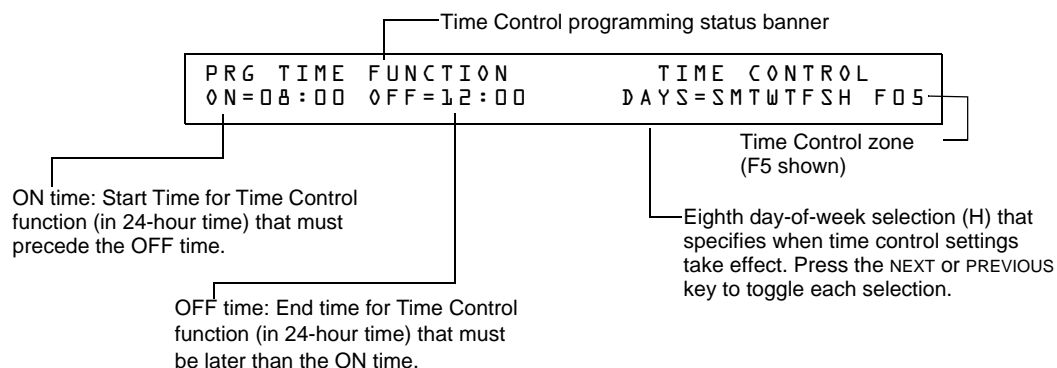 Time Control programming status banner
PRG TIME FUNCTION TIME CONTROL
ON=08:00 OFF=12:00 DAYS=SMTWTFSH F05
Time Control zone
(F5 shown)
ON time: Start Time for Time Control
function (in 24-hour time) that must
precede the OFF time.
Eighth day-of-week selection (H) that
specifies when time control settings
take effect. Press the NEXT or PREVIOUS
key to toggle each selection.
OFF time: End time for Time Control
function (in 24-hour time) that must
be later than the ON time.